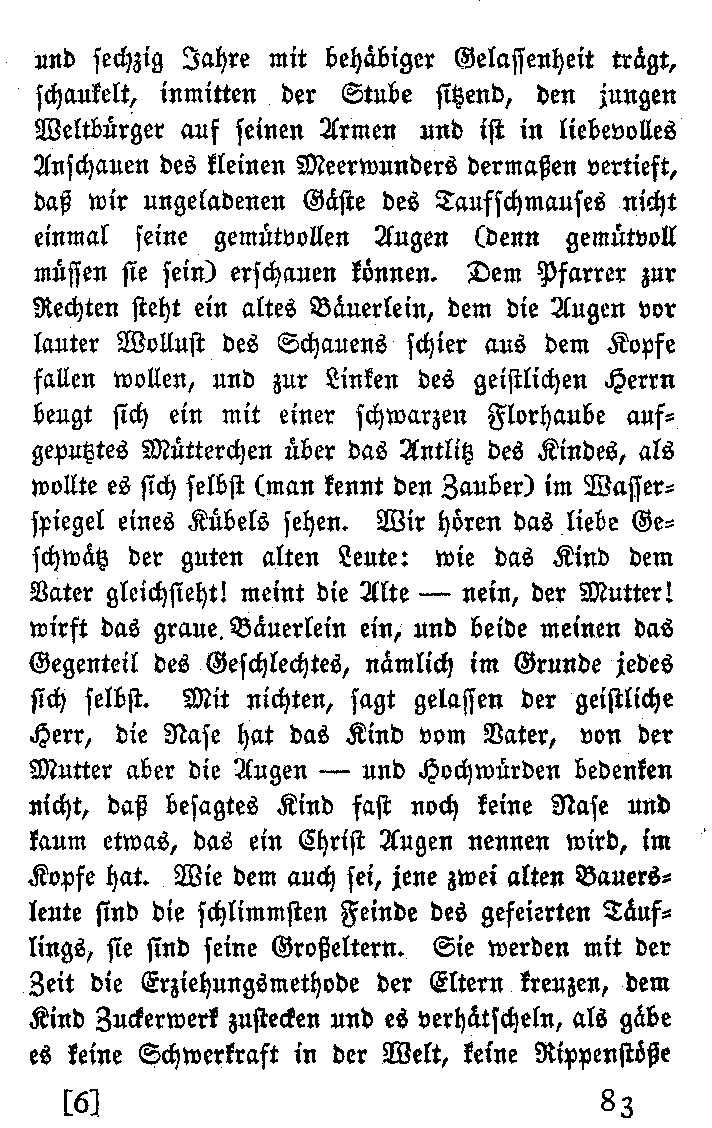 und sechzig Jahre mit behäbiger Gelassenheit trägt,
schaukelt, inmitten der Stube sitzend, den jungen
Weltbürger auf seinen Armen und ist in liebevolles
Anschauen des kleinen Meerwunders dermaßen vertieft,
daß wir ungeladenen Gäste des Taufschmauses nicht
einmal seine gemütvollen Augen (denn gemütvoll
müssen sie sein) erschauen können. Dem Pfarrer zur
Rechten steht ein altes Bäuerlein, dem die Augen vor
lauter Wollust des Schauens schier aus dem Kopfe
fallen wollen, und zur Linken des geistlichen Herrn
beugt sich ein mit einer schwarzen Florhaube auf-
geputztes Mütterchen über das Antlitz des Kindes, als
wollte es sich selbst (man kennt den Zauber) im Wasser-
spiegel eines Kübels sehen. Wir hören das liebe Ge-
schwätz der guten alten Leute: wie das Kind dem
Vater gleichsieht! meint die Alte — nein, der Mutter!
wirft das graue Bäuerlein ein, und beide meinen das
Gegenteil des Geschlechtes, nämlich im Grunde jedes
sich selbst. Mit nichten, sagt gelassen der geistliche
Herr, die Nase hat das Kind vom Vater, von der
Mutter aber die Augen — und Hochwürden bedenken
nicht, daß besagtes Kind fast noch keine Nase und
kaum etwas, das ein Christ Augen nennen wird, im
Kopfe hat. Wie dem auch sei, jene zwei alten Bauers-
leute sind die schlimmsten Feinde des gefeierten Täuf-
lings, sie sind seine Großeltern. Sie werden mit der
Zeit die Erziehungsmethode der Eltern kreuzen, dem
Kind Zuckerwerk zustecken und es verhätscheln, als gäbe
es keine Schwerkraft in der Welt, keine Rippenstöße
[6] 83